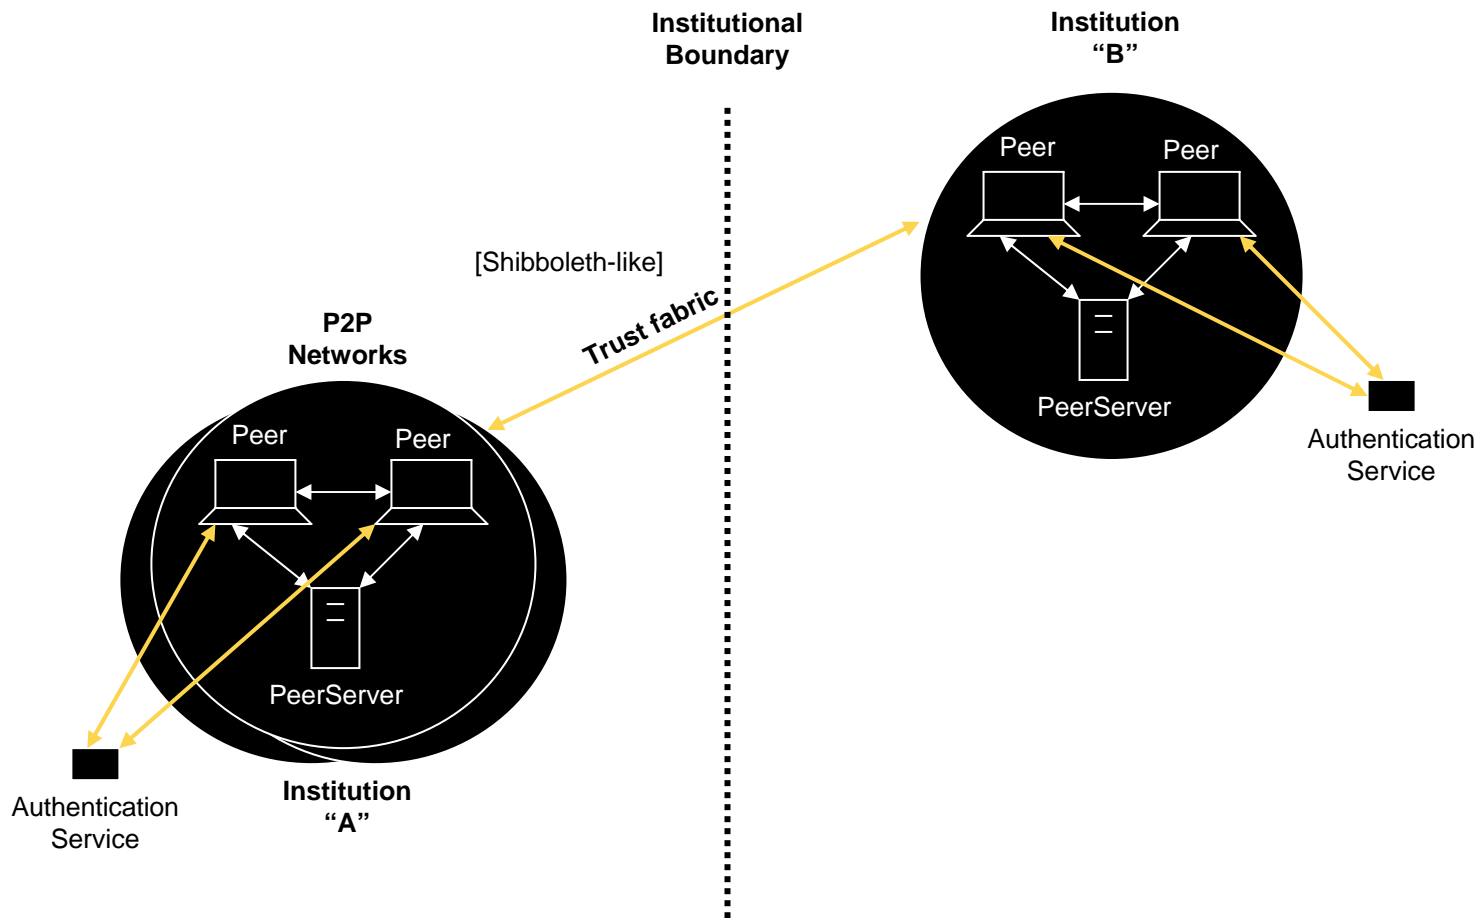 Institutional
Boundary
Institution
“B”
Peer
Peer
PeerServer
Authentication
Service
[Shibboleth-like]
Trust fabric
P2P
Networks
Peer
Peer
PeerServer
Authentication
Service
Institution
“A”